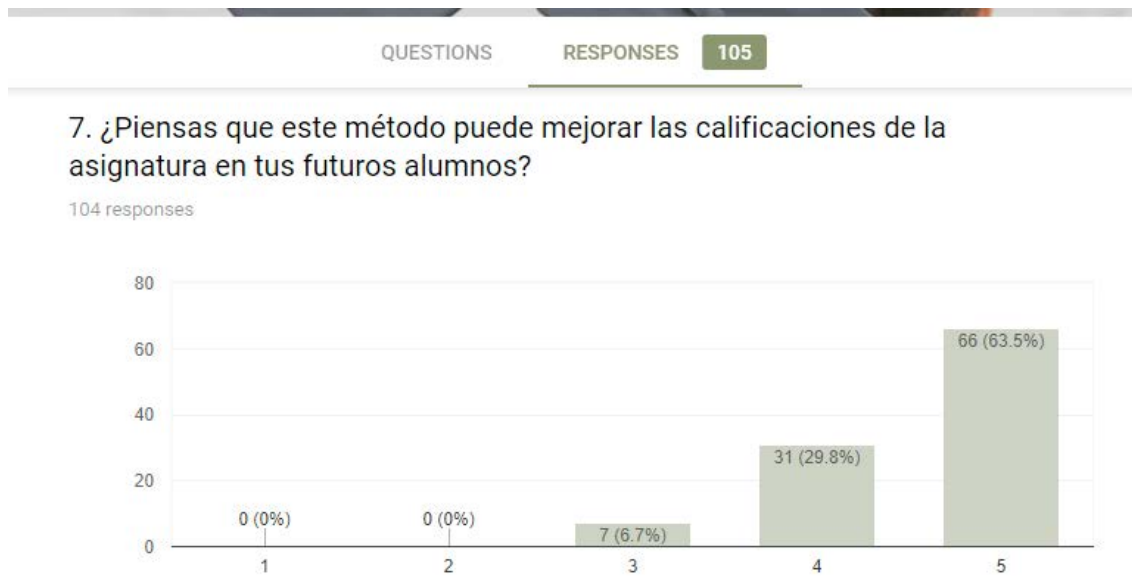 QUESTIONS RESPONSES 105
7. ¿Piensas que este método puede mejorar las calificaciones de la
asignatura en tus futuros alumnos?
104 responses
80
60
66 (63.5%)
40
31 (29.8%)
20
0 (0%) 0 (0%) 7 (6.7%)
0
1 2 3 4 5